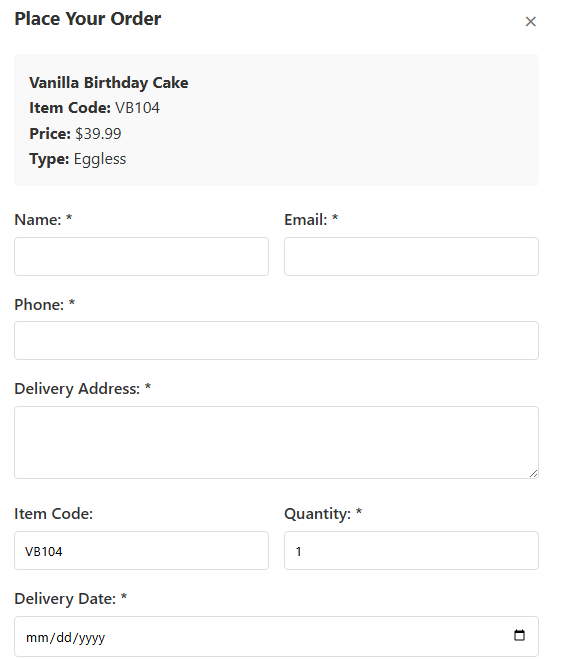 Place Your Order ×
Vanilla Birthday Cake
Item Code: VB104
Price: $39.99
Type: Eggless
Name: * Email: *
Phone: *
Delivery Address: *
Item Code: Quantity: *
VB104 1
Delivery Date: *
mm/dd/yyyy